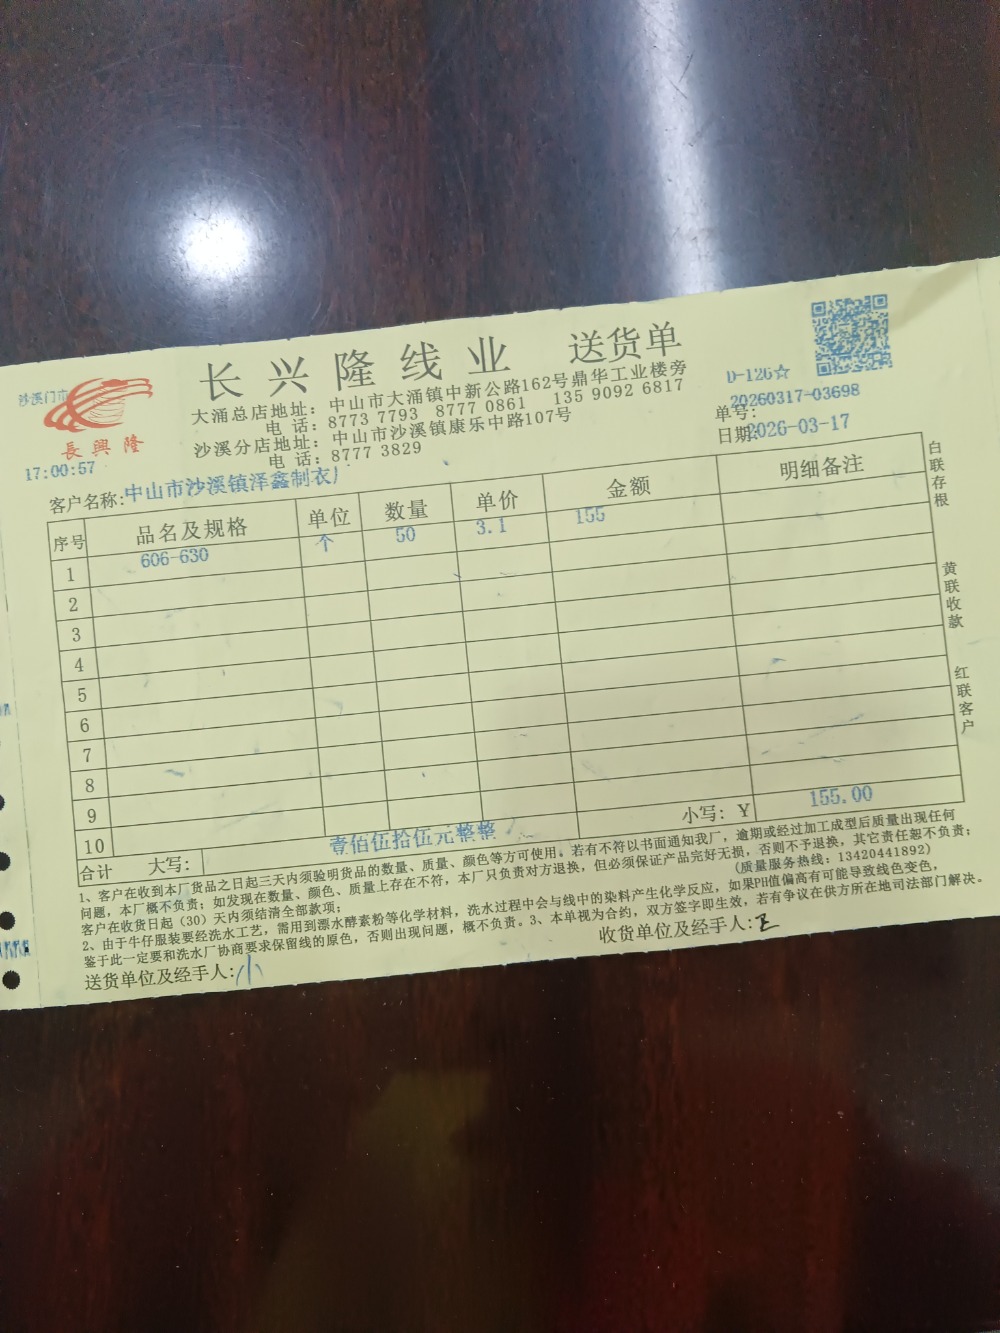 长兴隆线业 送货单
沙溪门市
長興隆
17:00:57
大涌总店地址：中山市大涌镇中新公路162号鼎华工业楼旁
电 话：8773 7793 8777 0861 135 9092 6817
沙溪分店地址：中山市沙溪镇康乐中路107号
电 话：8777 3829
D-126☆
20260317-03698
单号：
日期：2026-03-17
客户名称：中山市沙溪镇泽鑫制衣厂
序号 品名及规格 单位 数量 单价 金额 明细备注
1 606-630 个 50 3.1 155
2
3
4
5
6
7
8
9
10
合计 大写： 壹佰伍拾伍元整整 小写：￥ 155.00
1、客户在收到本厂货品之日起三天内须验明货品的数量、质量、颜色等方可使用，若有不符以书面通知我厂，逾期或经过加工成型后质量出现任何
问题，本厂概不负责；如发现在数量、颜色、质量上存在不符，本厂只负责对方退换，但必须保证产品完好无损，否则不予退换，其它责任恕不负责；
客户在收货日起（30）天内须结清全部款项； （质量服务热线：13420441892）
2、由于牛仔服装要经洗水工艺，需用到漂水酵素粉等化学材料，洗水过程中会与线中的染料产生化学反应，如果PH值偏高有可能导致线色变色，
鉴于此一定要和洗水厂协商要求保留线的原色，否则出现问题，概不负责。3、本单视为合约，双方签字即生效，若有争议在供方所在地司法部门解决。
送货单位及经手人：小 收货单位及经手人：
白联存根
黄联收款
红联客户